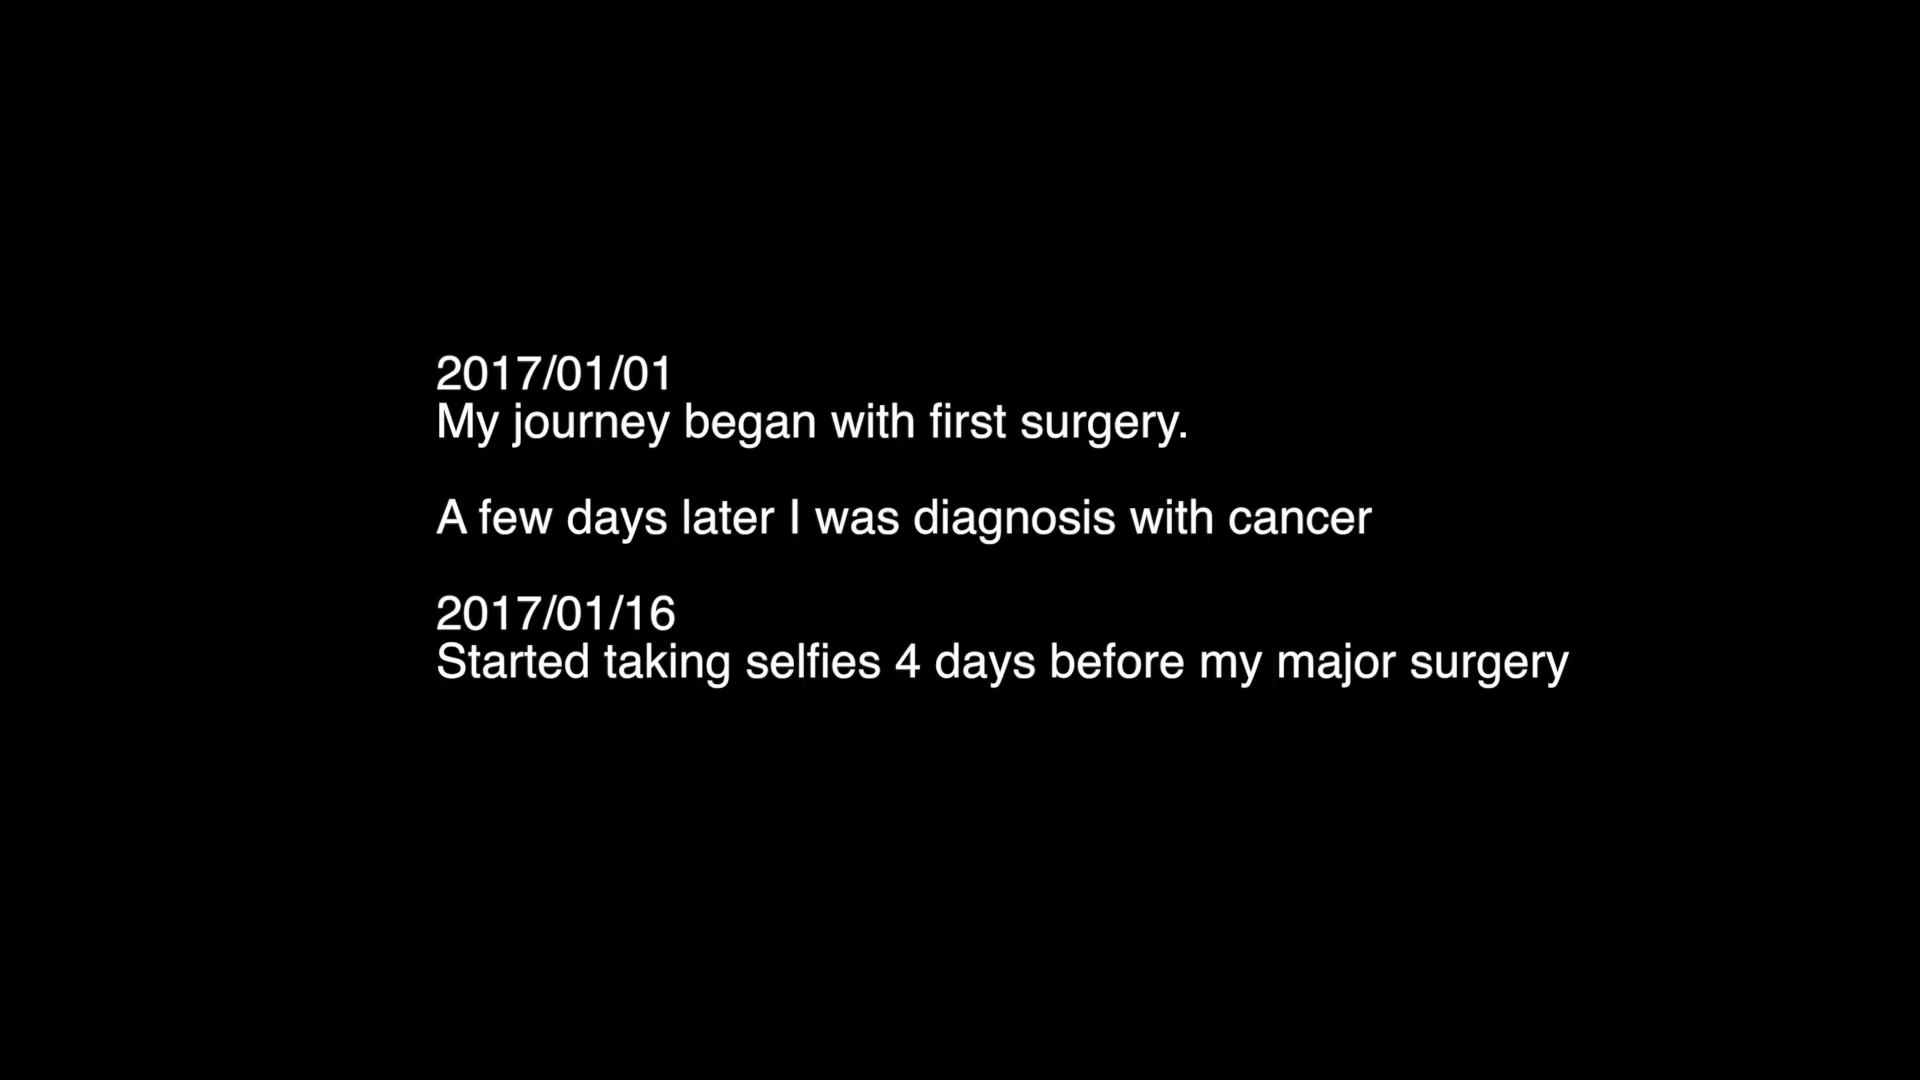 2017/01/01
My journey began with first surgery.
A few days later I was diagnosis with cancer
2017/01/16
Started taking selfies 4 days before my major surgery